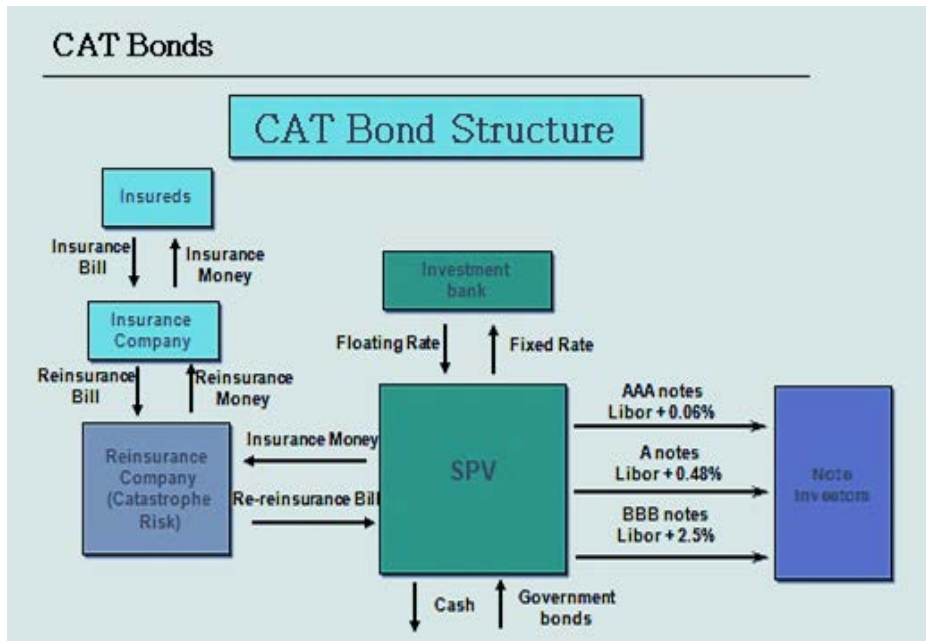 CAT Bonds
CAT Bond Structure
Insureds
Insurance
Bill
Insurance
Money
Investment
bank
Insurance
Company
Floating Rate
Fixed Rate
Reinsurance
Bill
Reinsurance
Money
AAA notes
Libor + 0.06%
Reinsurance
Company
(Catastrophe
Risk)
Insurance Money
Re-reinsurance Bill
SPV
A notes
Libor + 0.48%
BBB notes
Libor + 2.5%
Note
Investors
Cash
Government
bonds